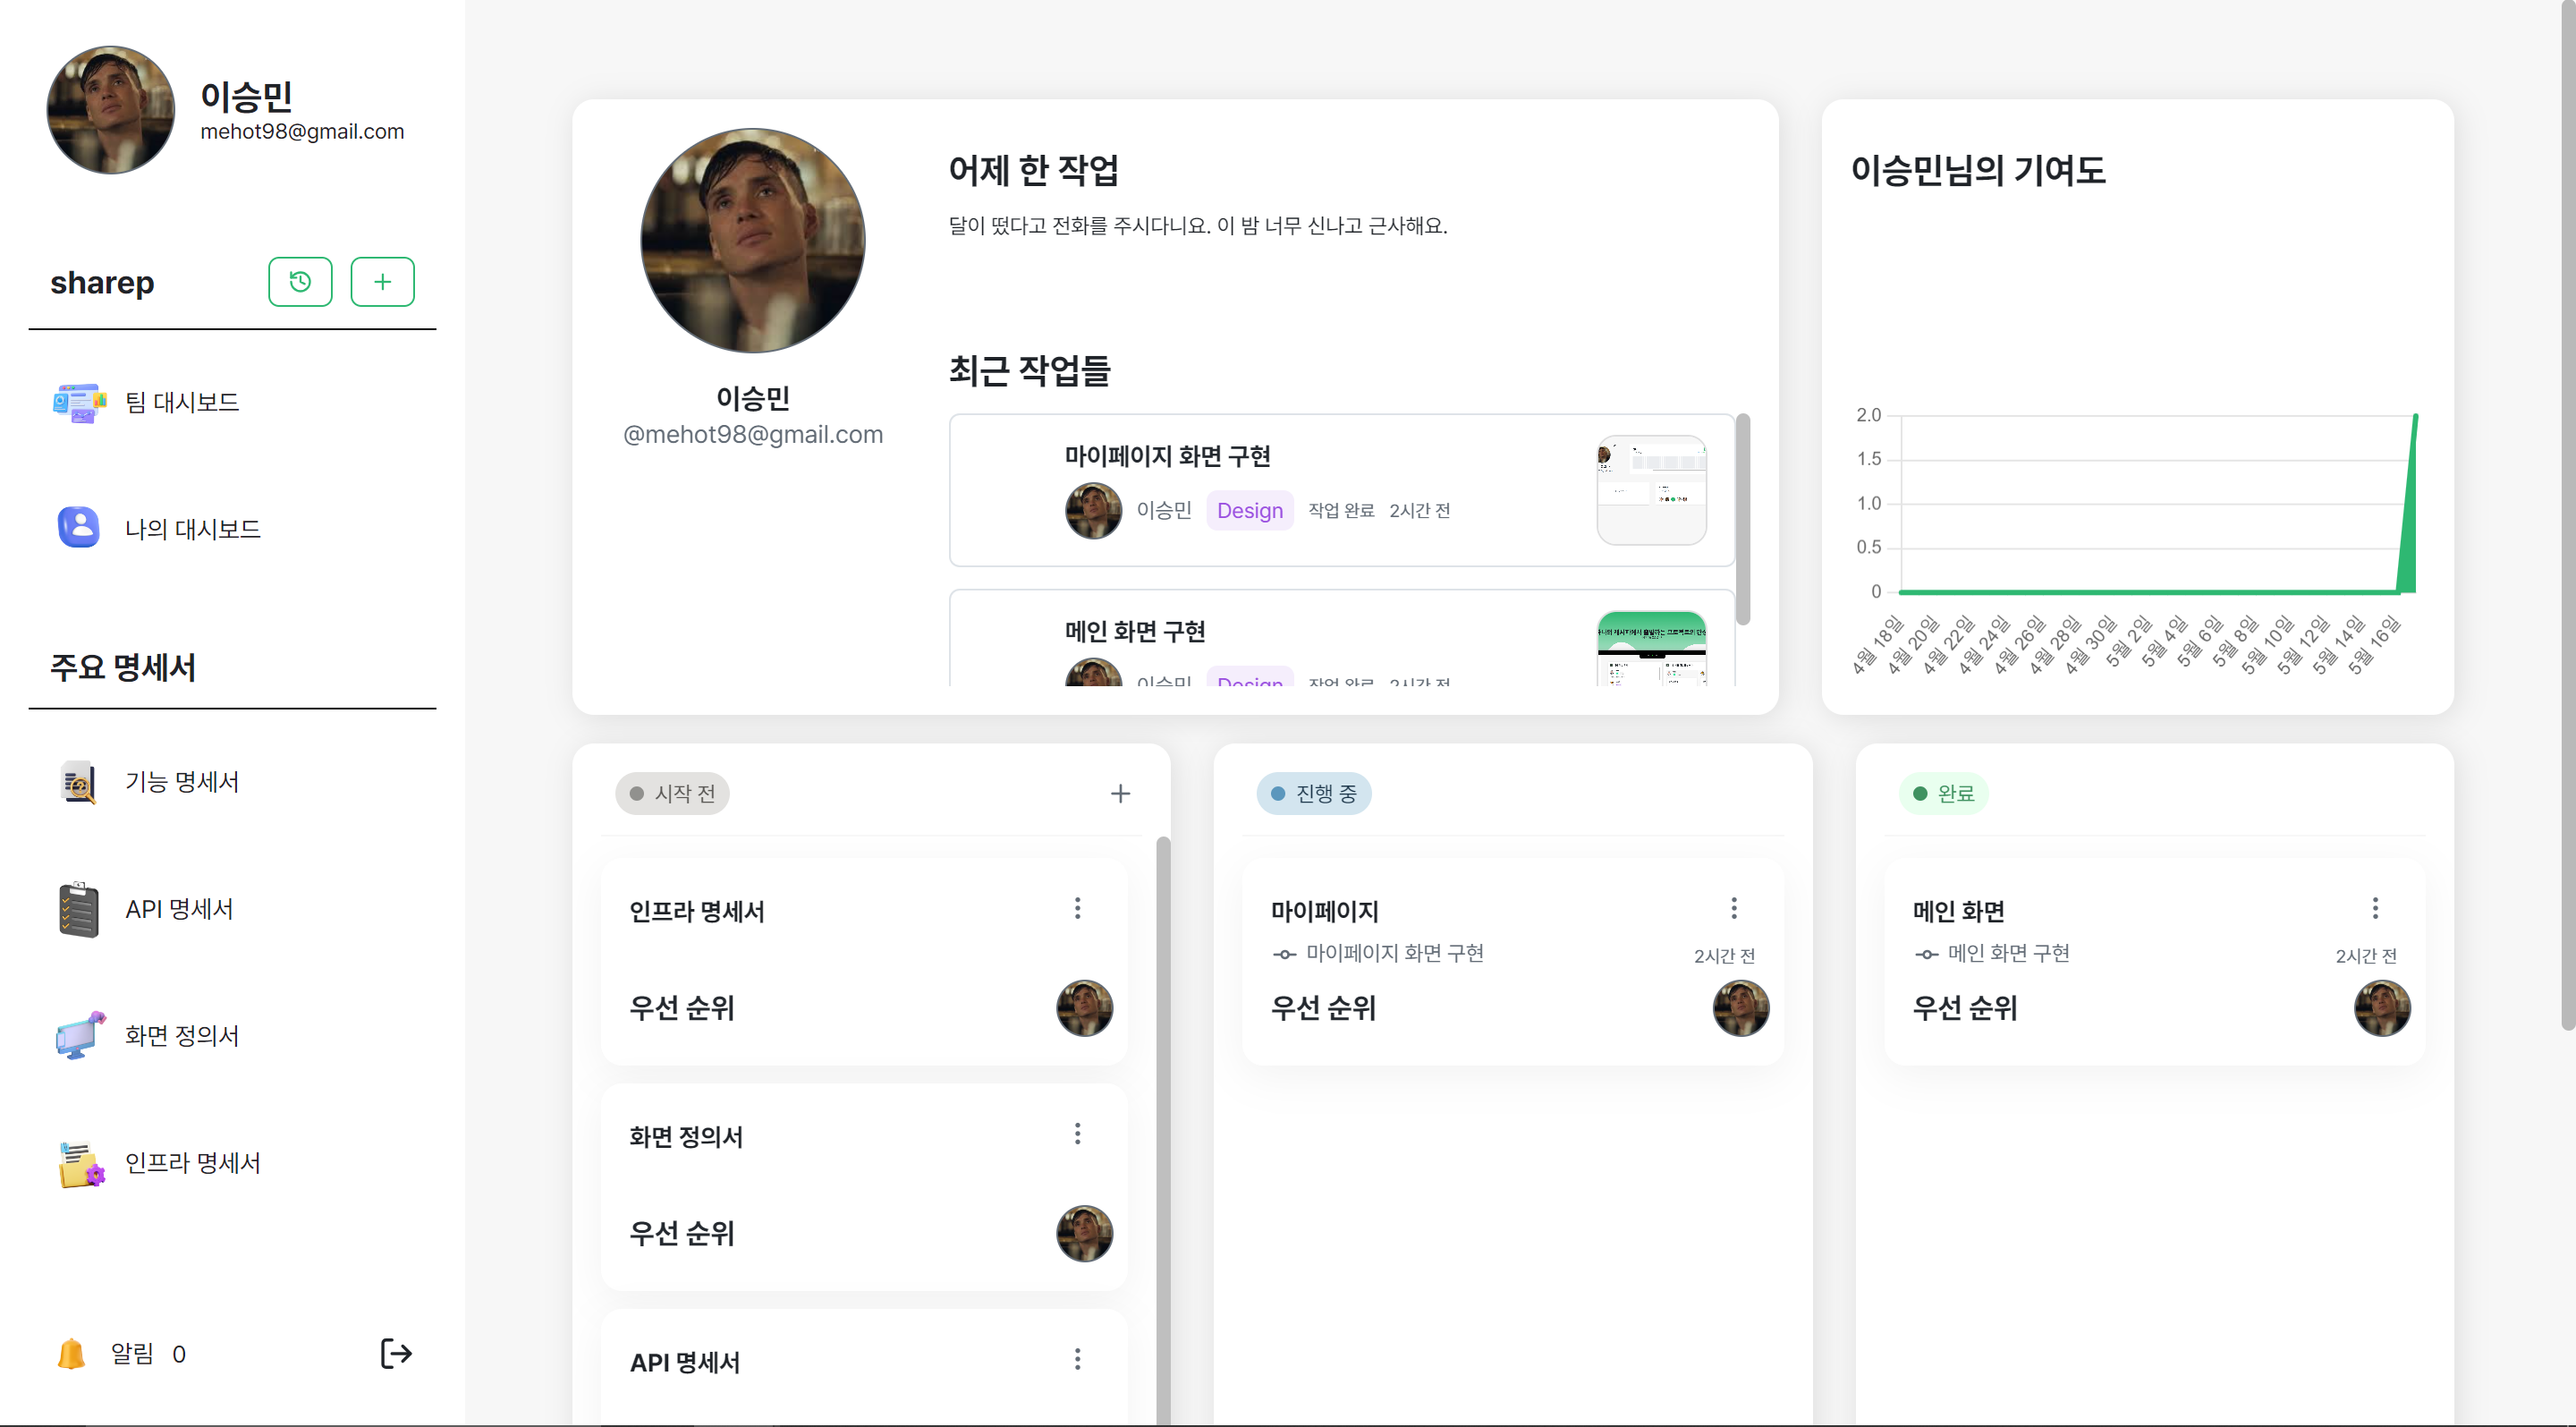 이승민
mehot98@gmail.com
sharep
팀 대시보드
나의 대시보드
주요 명세서
기능 명세서
API 명세서
화면 정의서
인프라 명세서
알림 0
이승민
@mehot98@gmail.com
어제 한 작업
달이 떴다고 전화를 주시다니요. 이 밤 너무 신나고 근사해요.
최근 작업들
마이페이지 화면 구현
이승민 Design 작업 완료 2시간 전
메인 화면 구현
이승민 Design 작업 완료 2시간 전
이승민님의 기여도
2.0
1.5
1.0
0.5
0
4월 18일 4월 20일 4월 22일 4월 24일 4월 26일 4월 28일 4월 30일 5월 2일 5월 4일 5월 6일 5월 8일 5월 10일 5월 12일 5월 14일 5월 16일
시작 전
인프라 명세서
우선 순위
화면 정의서
우선 순위
API 명세서
진행 중
마이페이지
마이페이지 화면 구현 2시간 전
우선 순위
완료
메인 화면
메인 화면 구현 2시간 전
우선 순위